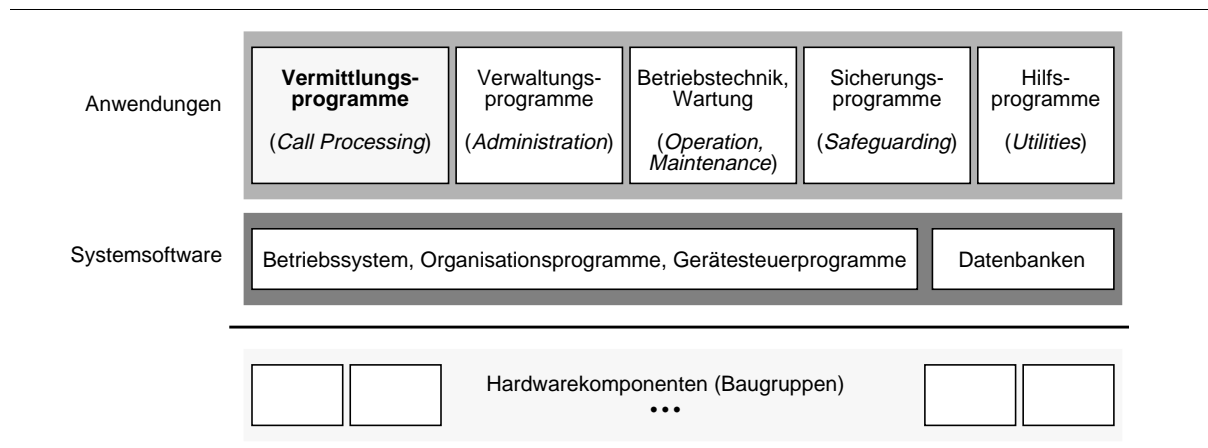 Anwendungen
Vermittlungs-
programme
(Call Processing)
Verwaltungs-
programme
(Administration)
Betriebstechnik,
Wartung
(Operation,
Maintenance)
Sicherungs-
programme
(Safeguarding)
Hilfs-
programme
(Utilities)
Systemsoftware
Betriebssystem, Organisationsprogramme, Gerätesteuerprogramme
Datenbanken
Hardwarekomponenten (Baugruppen)
•••